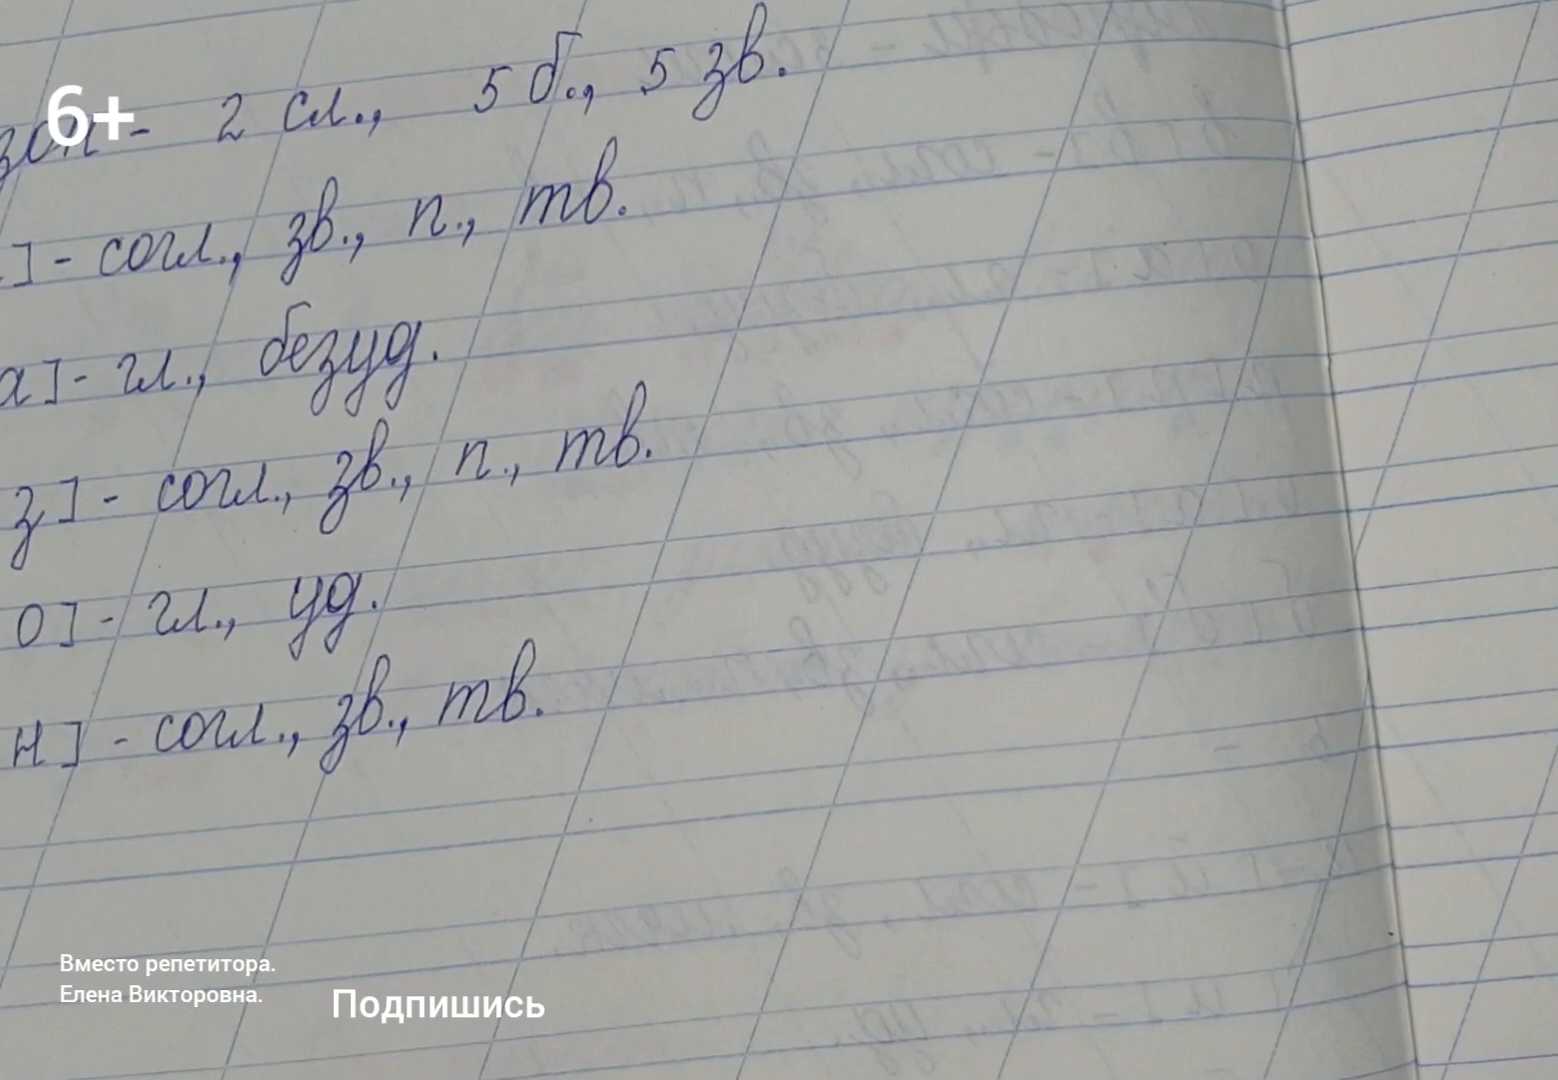 6+
зон - 2 сл., 5 б., 5 зв.
] - согл., зв., п., тв.
а] - гл., безуд.
з] - согл., зв., п., тв.
о] - гл., уд.
н] - согл., зв., тв.
Вместо репетитора.
Елена Викторовна.
Подпишись